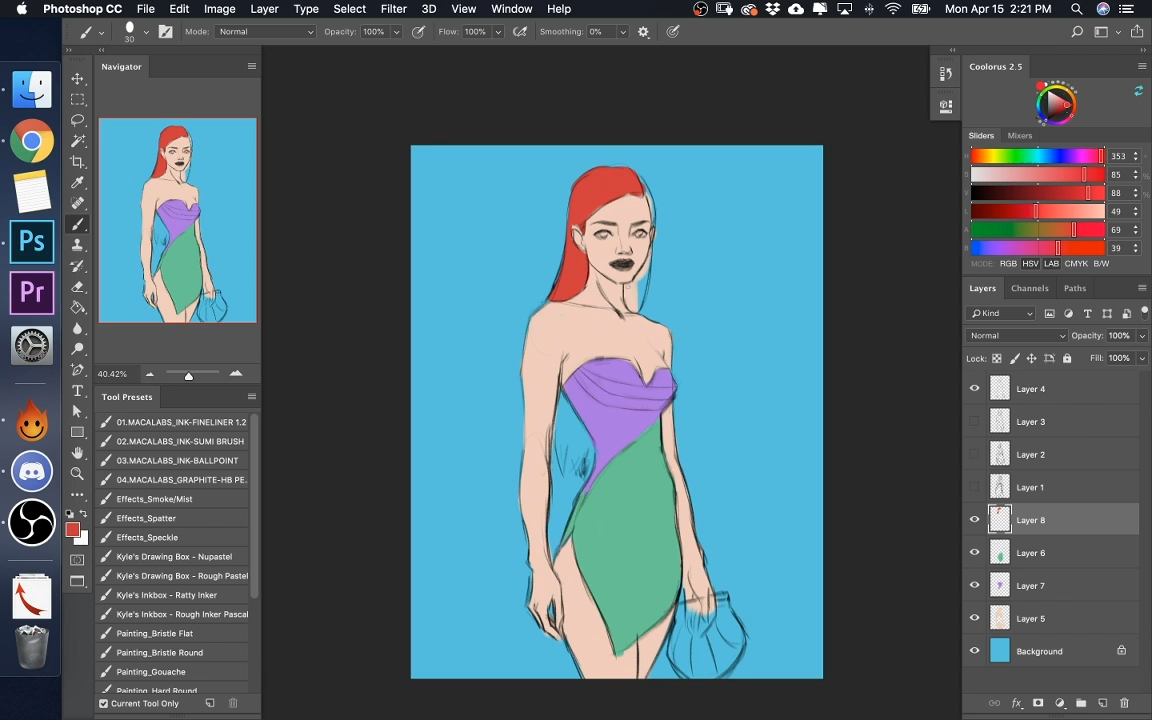 Photoshop CC File Edit Image Layer Type Select Filter 3D View Window Help Mon Apr 15 2:21 PM
30 Mode: Normal Opacity: 100% Flow: 100% Smoothing: 0%
Navigator
40.42%
Tool Presets
01.MACALABS_INK-FINELINER 1.2
02.MACALABS_INK-SUMI BRUSH
03.MACALABS_INK-BALLPOINT
04.MACALABS_GRAPHITE-HB PE.
Effects_Smoke/Mist
Effects_Spatter
Effects_Speckle
Kyle's Drawing Box - Nupastel
Kyle's Drawing Box - Rough Pastel
Kyle's Inkbox - Ratty Inker
Kyle's Inkbox - Rough Inker Pascal
Painting_Bristle Flat
Painting_Bristle Round
Painting_Gouache
Painting_Hard Round
Current Tool Only
Ps
Pr
Coolorus 2.5
Sliders Mixers
H 353 °
S 85 %
V 88 %
L 49
A 69
B 39
MODE: RGB HSV LAB CMYK B/W
Layers Channels Paths
Kind
Normal Opacity: 100%
Lock: Fill: 100%
Layer 4
Layer 3
Layer 2
Layer 1
Layer 8
Layer 6
Layer 7
Layer 5
Background
fx